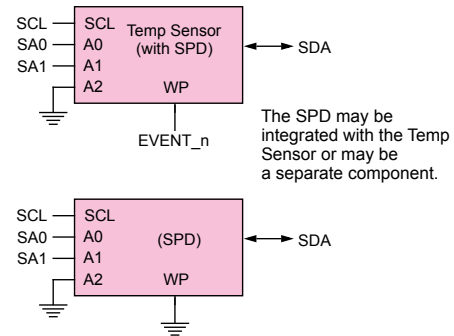 SCL SCL Temp Sensor
SA0 A0 (with SPD) SDA
SA1 A1
A2 WP
EVENT_n
The SPD may be
integrated with the Temp
Sensor or may be
a separate component.
SCL SCL
SA0 A0 (SPD) SDA
SA1 A1
A2 WP